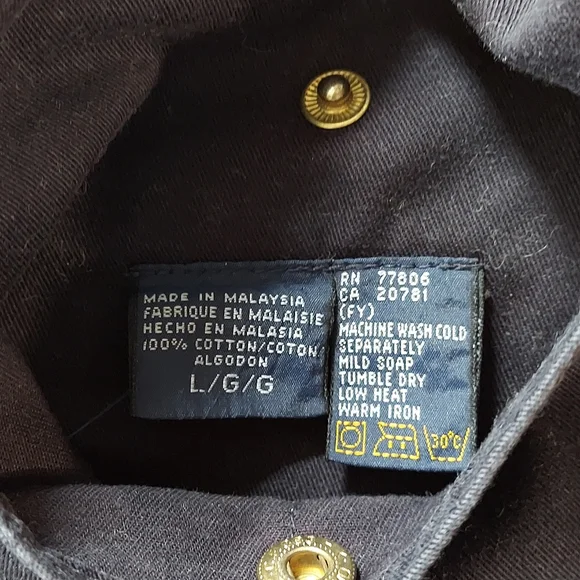 MADE IN MALAYSIA
FABRIQUE EN MALAISIE
HECHO EN MALASIA
100% COTTON/COTON/
ALGODON
L/G/G
RN 77806
CA 20781
(FY)
MACHINE WASH COLD
SEPARATELY
MILD SOAP
TUMBLE DRY
LOW HEAT
WARM IRON
30°C